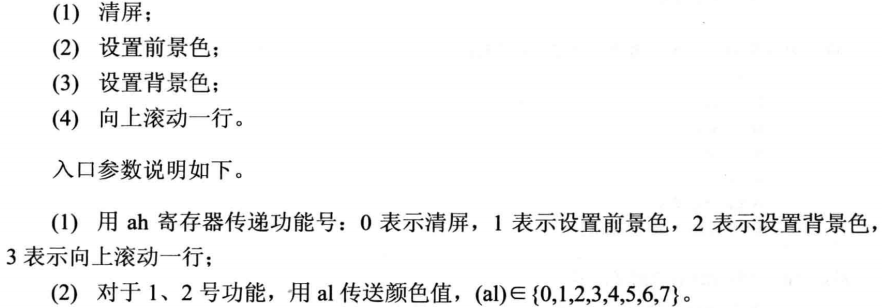 (1) 清屏；
(2) 设置前景色；
(3) 设置背景色；
(4) 向上滚动一行。
入口参数说明如下。
(1) 用 ah 寄存器传递功能号：0 表示清屏，1 表示设置前景色，2 表示设置背景色，
3 表示向上滚动一行；
(2) 对于 1、2 号功能，用 al 传送颜色值，(al)∈{0,1,2,3,4,5,6,7}。